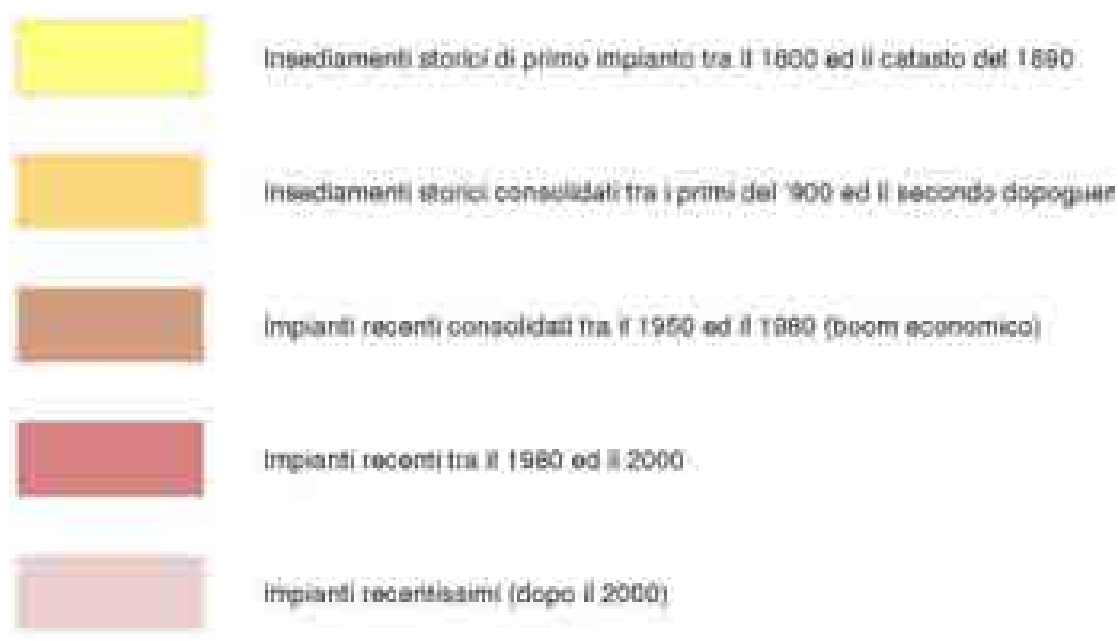 Insediamenti storici di primo impianto tra il 1800 ed il catasto del 1890
Insediamenti storici consolidati tra i primi del '900 ed il secondo dopoguerr
Impianti recenti consolidati tra il 1950 ed il 1980 (boom economico)
Impianti recenti tra il 1980 ed il 2000
Impianti recentissimi (dopo il 2000)